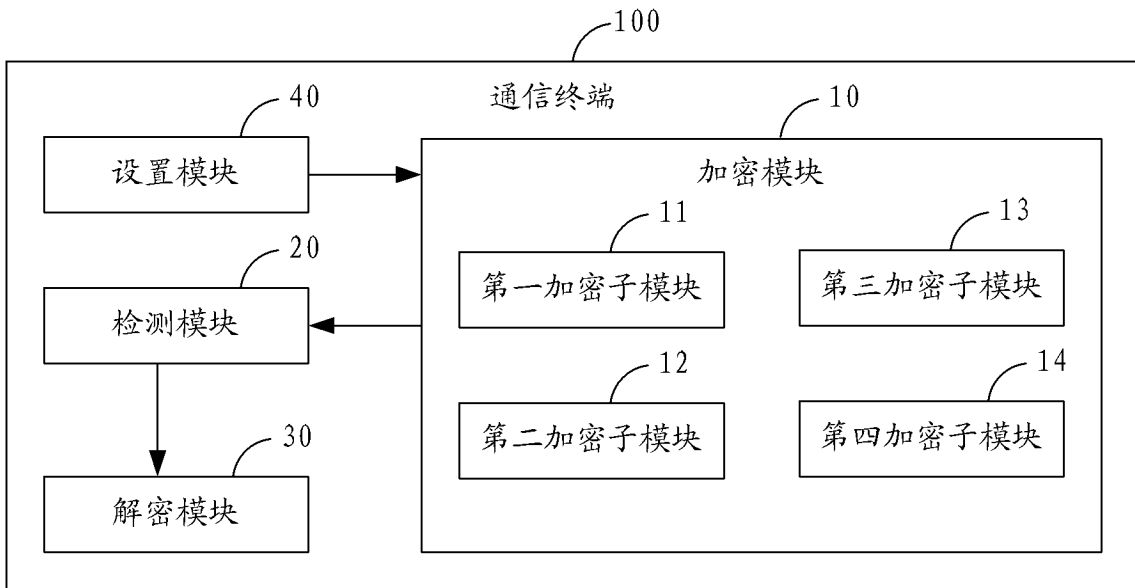 100
通信终端
40
设置模块
10
加密模块
11
第一加密子模块
13
第三加密子模块
20
检测模块
12
第二加密子模块
14
第四加密子模块
30
解密模块